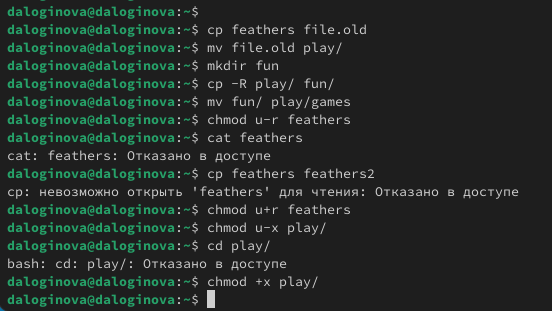 daloginova@daloginova:~$
daloginova@daloginova:~$ cp feathers file.old
daloginova@daloginova:~$ mv file.old play/
daloginova@daloginova:~$ mkdir fun
daloginova@daloginova:~$ cp -R play/ fun/
daloginova@daloginova:~$ mv fun/ play/games
daloginova@daloginova:~$ chmod u-r feathers
daloginova@daloginova:~$ cat feathers
cat: feathers: Отказано в доступе
daloginova@daloginova:~$ cp feathers feathers2
cp: невозможно открыть 'feathers' для чтения: Отказано в доступе
daloginova@daloginova:~$ chmod u+r feathers
daloginova@daloginova:~$ chmod u-x play/
daloginova@daloginova:~$ cd play/
bash: cd: play/: Отказано в доступе
daloginova@daloginova:~$ chmod +x play/
daloginova@daloginova:~$